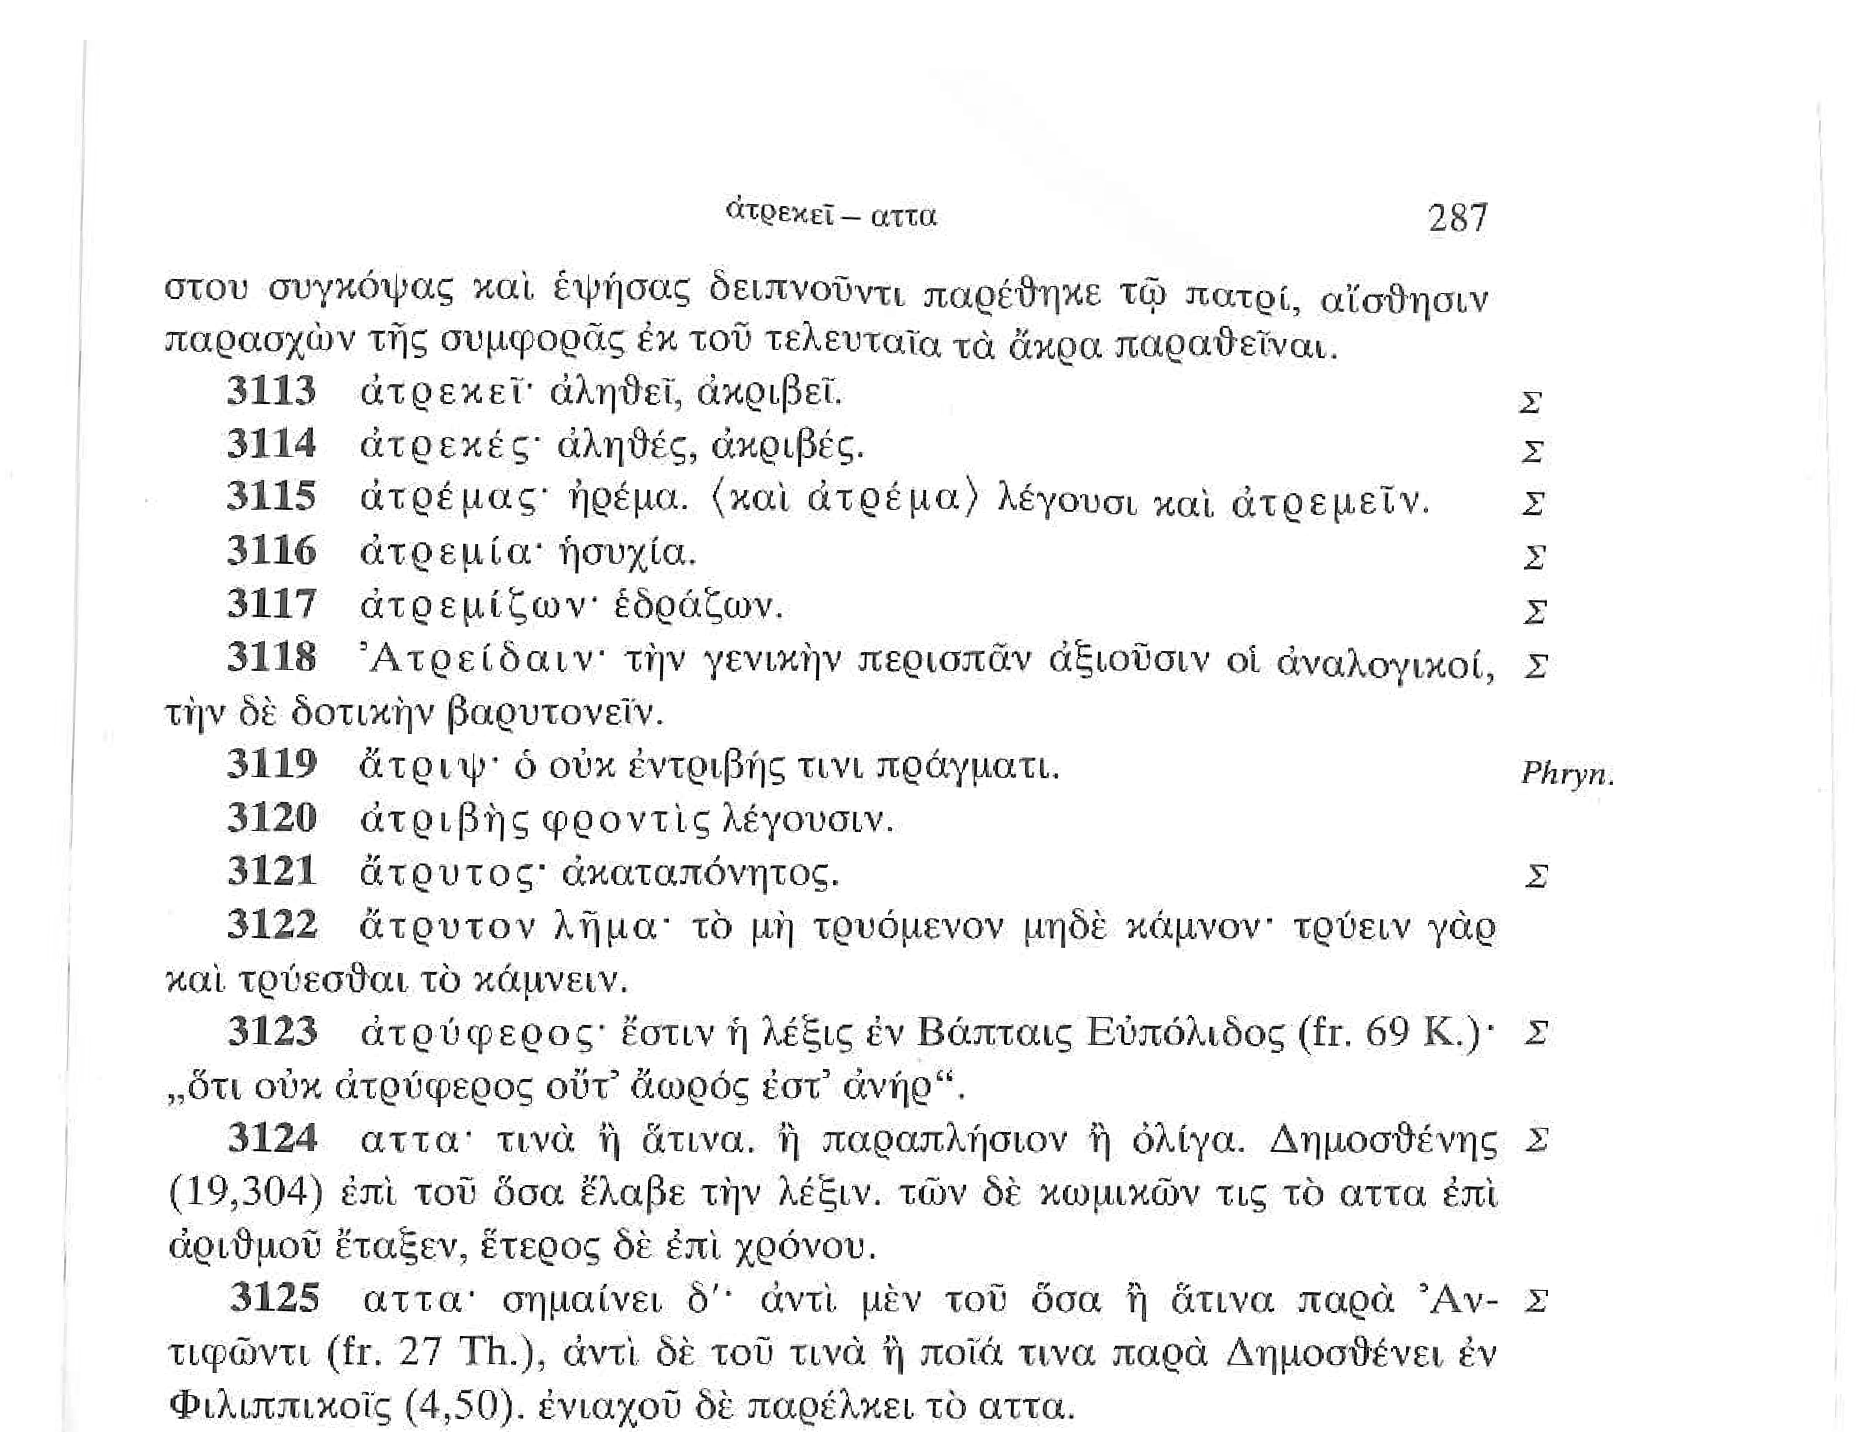 ἀτρεκεῖ – αττα 287
στου συγκόψας καὶ ἑψήσας δειπνοῦντι παρέθηκε τῷ πατρί, αἴσθησιν
παρασχὼν τῆς συμφορᾶς ἐκ τοῦ τελευταῖα τὰ ἄκρα παραθεῖναι.
3113 ἀτρεκεῖ· ἀληθεῖ, ἀκριβεῖ. Σ
3114 ἀτρεκές· ἀληθές, ἀκριβές. Σ
3115 ἀτρέμας· ἠρέμα. ⟨καὶ ἀτρέμα⟩ λέγουσι καὶ ἀτρεμεῖν. Σ
3116 ἀτρεμία· ἡσυχία. Σ
3117 ἀτρεμίζων· ἑδράζων. Σ
3118 Ἀτρείδαιν· τὴν γενικὴν περισπᾶν ἀξιοῦσιν οἱ ἀναλογικοί, Σ
τὴν δὲ δοτικὴν βαρυτονεῖν.
3119 ἄτριψ· ὁ οὐκ ἐντριβής τινι πράγματι. Phryn.
3120 ἀτριβὴς φροντὶς λέγουσιν.
3121 ἄτρυτος· ἀκαταπόνητος. Σ
3122 ἄτρυτον λῆμα· τὸ μὴ τρυόμενον μηδὲ κάμνον· τρύειν γὰρ
καὶ τρύεσθαι τὸ κάμνειν.
3123 ἀτρύφερος· ἔστιν ἡ λέξις ἐν Βάπταις Εὐπόλιδος (fr. 69 K.)· Σ
„ὅτι οὐκ ἀτρύφερος οὔτ’ ἄωρός ἐστ’ ἀνήρ“.
3124 αττα· τινὰ ἢ ἅτινα. ἢ παραπλήσιον ἢ ὀλίγα. Δημοσθένης Σ
(19,304) ἐπὶ τοῦ ὅσα ἔλαβε τὴν λέξιν. τῶν δὲ κωμικῶν τις τὸ αττα ἐπὶ
ἀριθμοῦ ἔταξεν, ἕτερος δὲ ἐπὶ χρόνου.
3125 αττα· σημαίνει δʹ· ἀντὶ μὲν τοῦ ὅσα ἢ ἅτινα παρὰ Ἀν- Σ
τιφῶντι (fr. 27 Th.), ἀντὶ δὲ τοῦ τινὰ ἢ ποῖά τινα παρὰ Δημοσθένει ἐν
Φιλιππικοῖς (4,50). ἐνιαχοῦ δὲ παρέλκει τὸ αττα.